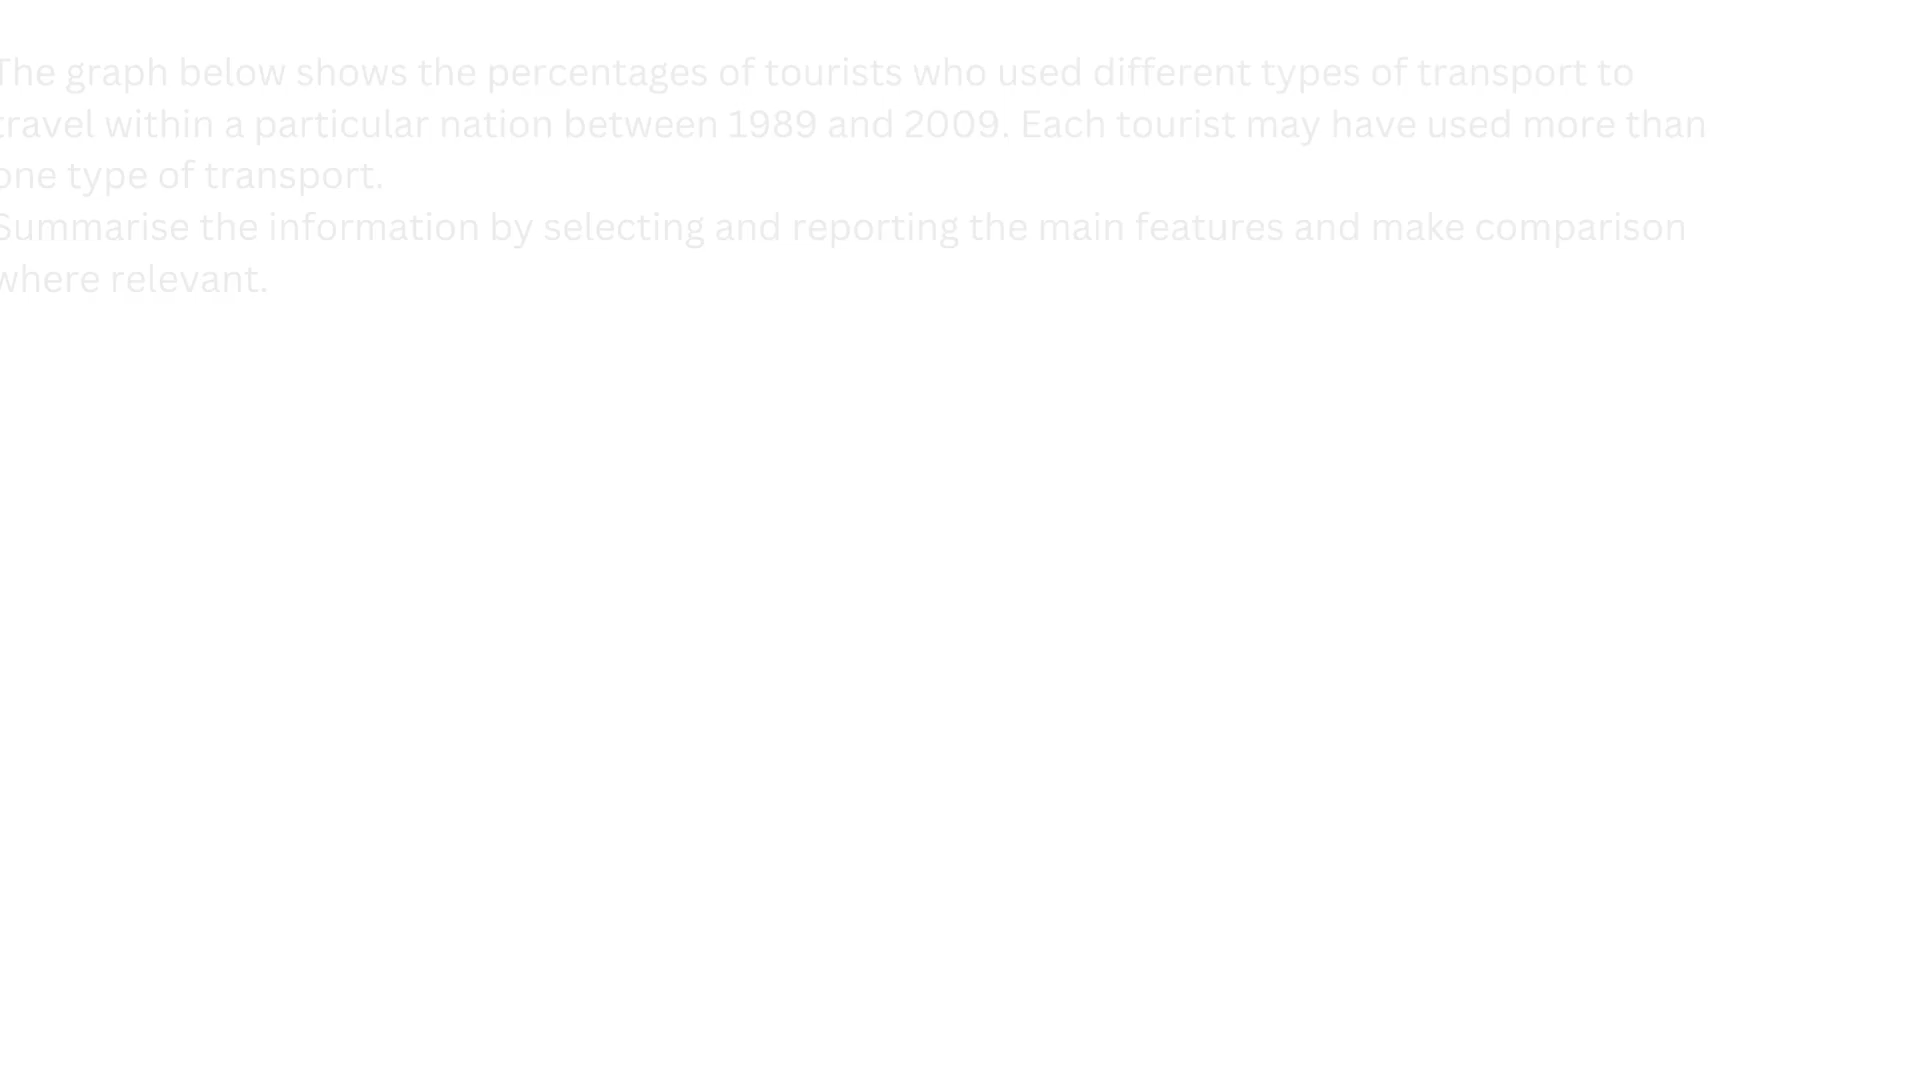 The graph below shows the percentages of tourists who used different types of transport to
travel within a particular nation between 1989 and 2009. Each tourist may have used more than
one type of transport.
Summarise the information by selecting and reporting the main features and make comparison
where relevant.